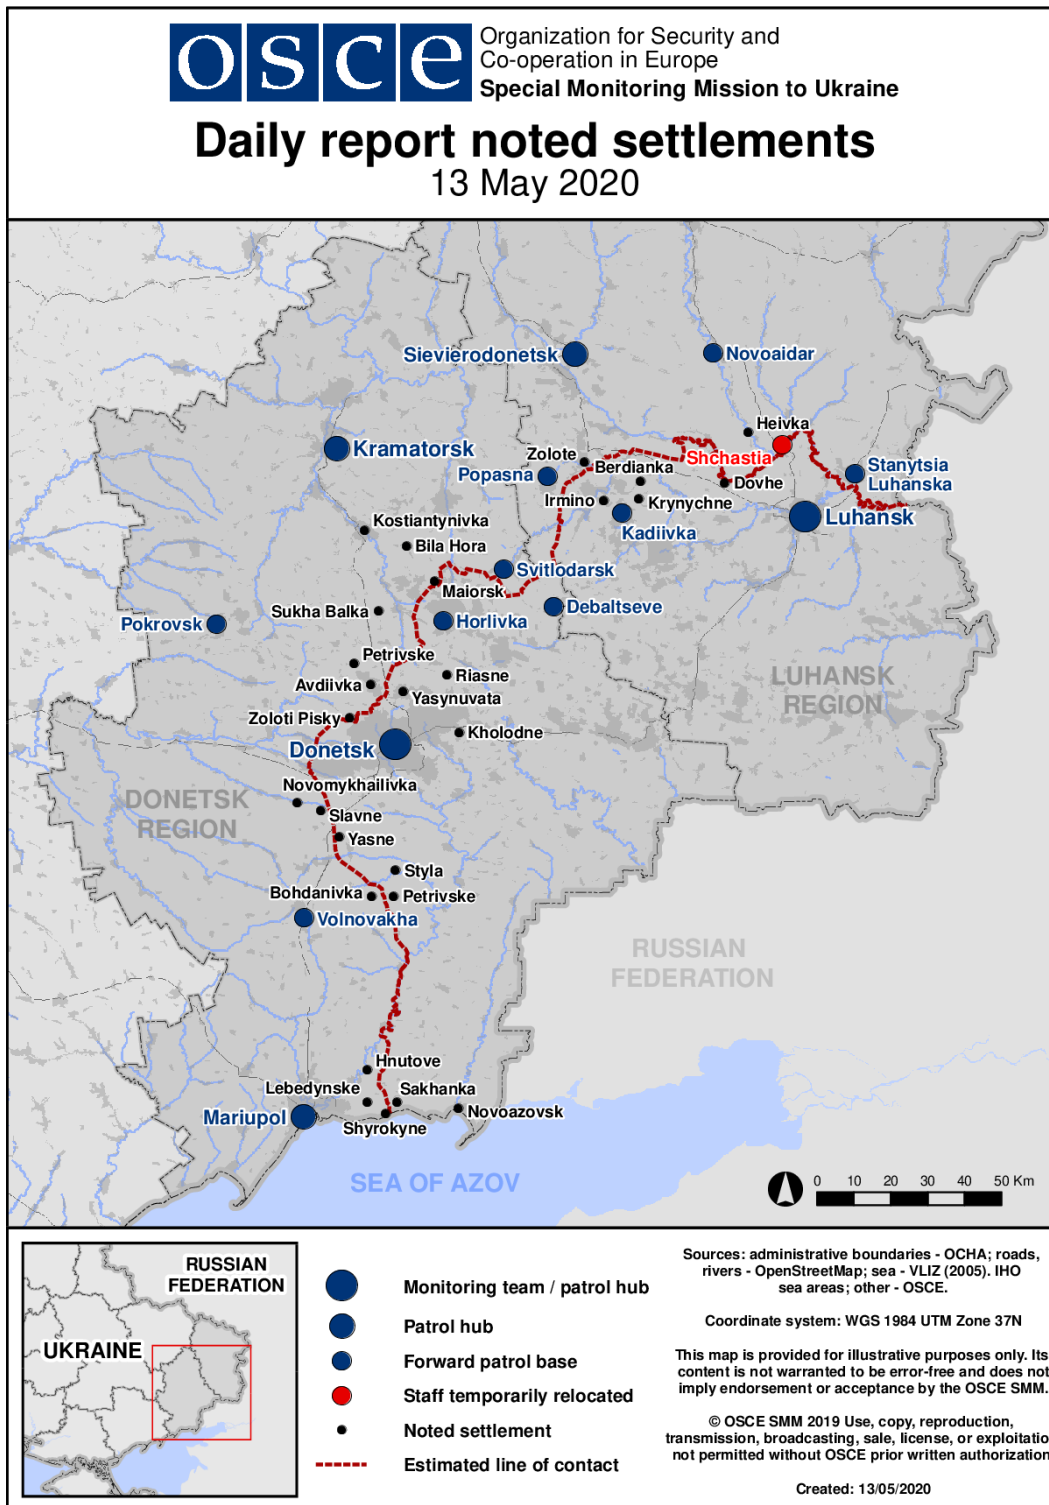 osce
Organization for Security and
Co-operation in Europe
Special Monitoring Mission to Ukraine
Daily report noted settlements
13 May 2020
Sievierodonetsk
Novoaidar
Heivka
Kramatorsk
Zolote
Shchastia
Berdianka
Popasna
Stanytsia
Luhanska
Dovhe
Irmino
Krynychne
Luhansk
Kadiivka
Kostiantynivka
Bila Hora
Svitlodarsk
Maiorsk
Debaltseve
Sukha Balka
Horlivka
Pokrovsk
Petrivske
Riasne
Avdiivka
Yasynuvata
LUHANSK
REGION
Zoloti Pisky
Kholodne
Donetsk
Novomykhailivka
DONETSK
REGION
Slavne
Yasne
Styla
Bohdanivka
Petrivske
Volnovakha
RUSSIAN
FEDERATION
Hnutove
Lebedynske
Sakhanka
Novoazovsk
Mariupol
Shyrokyne
SEA OF AZOV
0 10 20 30 40 50 Km
RUSSIAN
FEDERATION
UKRAINE
Monitoring team / patrol hub
Patrol hub
Forward patrol base
Staff temporarily relocated
Noted settlement
Estimated line of contact
Sources: administrative boundaries - OCHA; roads,
rivers - OpenStreetMap; sea - VLIZ (2005). IHO
sea areas; other - OSCE.
Coordinate system: WGS 1984 UTM Zone 37N
This map is provided for illustrative purposes only. Its
content is not warranted to be error-free and does not
imply endorsement or acceptance by the OSCE SMM.
© OSCE SMM 2019 Use, copy, reproduction,
transmission, broadcasting, sale, license, or exploitatio
not permitted without OSCE prior written authorization
Created: 13/05/2020